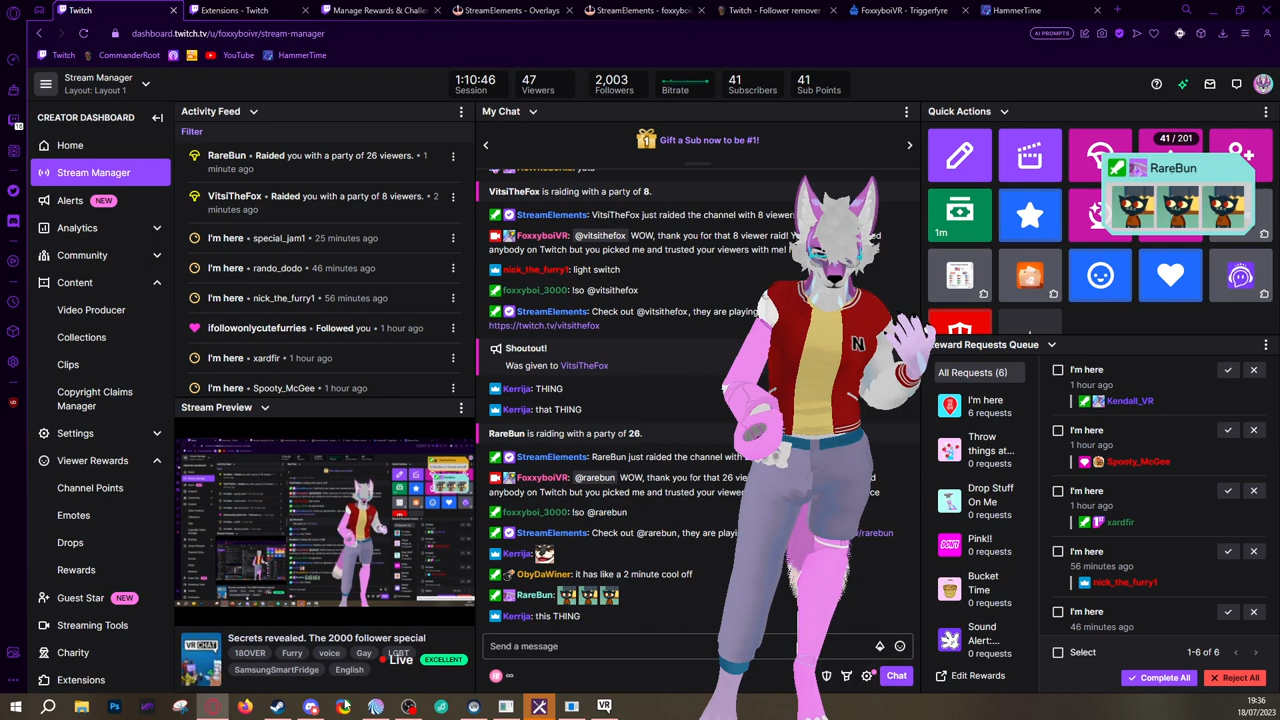 Twitch
Extensions - Twitch
Manage Rewards & Challe
StreamElements - Overlays
StreamElements - foxxyboi
Twitch - Follower remover
FoxxyboiVR - Triggerfyre
HammerTime
dashboard.twitch.tv/u/foxxyboivr/stream-manager
AI PROMPTS
Twitch
CommanderRoot
YouTube
HammerTime
Stream Manager
Layout: Layout 1
1:10:46
Session
47
Viewers
2,003
Followers
Bitrate
41
Subscribers
41
Sub Points
CREATOR DASHBOARD
Home
Stream Manager
Alerts NEW
Analytics
Community
Content
Video Producer
Collections
Clips
Copyright Claims
Manager
Settings
Viewer Rewards
Channel Points
Emotes
Drops
Rewards
Guest Star NEW
Streaming Tools
Charity
Extensions
Activity Feed
Filter
RareBun · Raided you with a party of 26 viewers. · 1
minute ago
VitsiTheFox · Raided you with a party of 8 viewers. · 2
minutes ago
I'm here · special_jam1 · 25 minutes ago
I'm here · rando_dodo · 46 minutes ago
I'm here · nick_the_furry1 · 56 minutes ago
ifollowonlycutefurries · Followed you · 1 hour ago
I'm here · xardfir · 1 hour ago
I'm here · Spooty_McGee · 1 hour ago
Stream Preview
Secrets revealed. The 2000 follower special
18OVER Furry voice Gay LGBT
SamsungSmartFridge English
Live EXCELLENT
My Chat
1 Gift a Sub now to be #1!
VitsiTheFox is raiding with a party of 8.
StreamElements: VitsiTheFox just raided the channel with 8 viewers
FoxxyboiVR: @vitsithefox WOW, thank you for that 8 viewer raid! Y
anybody on Twitch but you picked me and trusted your viewers with me!
nick_the_furry1: light switch
foxxyboi_3000: !so @vitsithefox
StreamElements: Check out @vitsithefox, they are playing
https://twitch.tv/vitsithefox
Shoutout!
Was given to VitsiTheFox
Kerrija: THING
Kerrija: that THING
RareBun is raiding with a party of 26.
StreamElements: RareBun just raided the channel with
FoxxyboiVR: @rarebun WOW, thank you for that 26
anybody on Twitch but you picked me and trusted your
foxxyboi_3000: !so @rarebun
StreamElements: Check out @rarebun, they are /rarebun
Kerrija:
ObyDaWiner: it has like a 2 minute cool off
RareBun:
Kerrija: this THING
Send a message
Chat
N
Quick Actions
41 / 201
RareBun
1m
eward Requests Queue
All Requests (6)
I'm here
6 requests
Throw
things at...
0 requests
Drop Stuff
On Me
0 requests
Pink!!
0 requests
Bucket
Time
0 requests
Sound
Alert:...
0 requests
Edit Rewards
I'm here
1 hour ago
Kendall_VR
I'm here
1 hour ago
Spooty_McGee
I'm here
1 hour ago
xardfir
I'm here
56 minutes ago
nick_the_furry1
I'm here
46 minutes ago
Select
1-6 of 6
Complete All
Reject All
19:36
18/07/2023